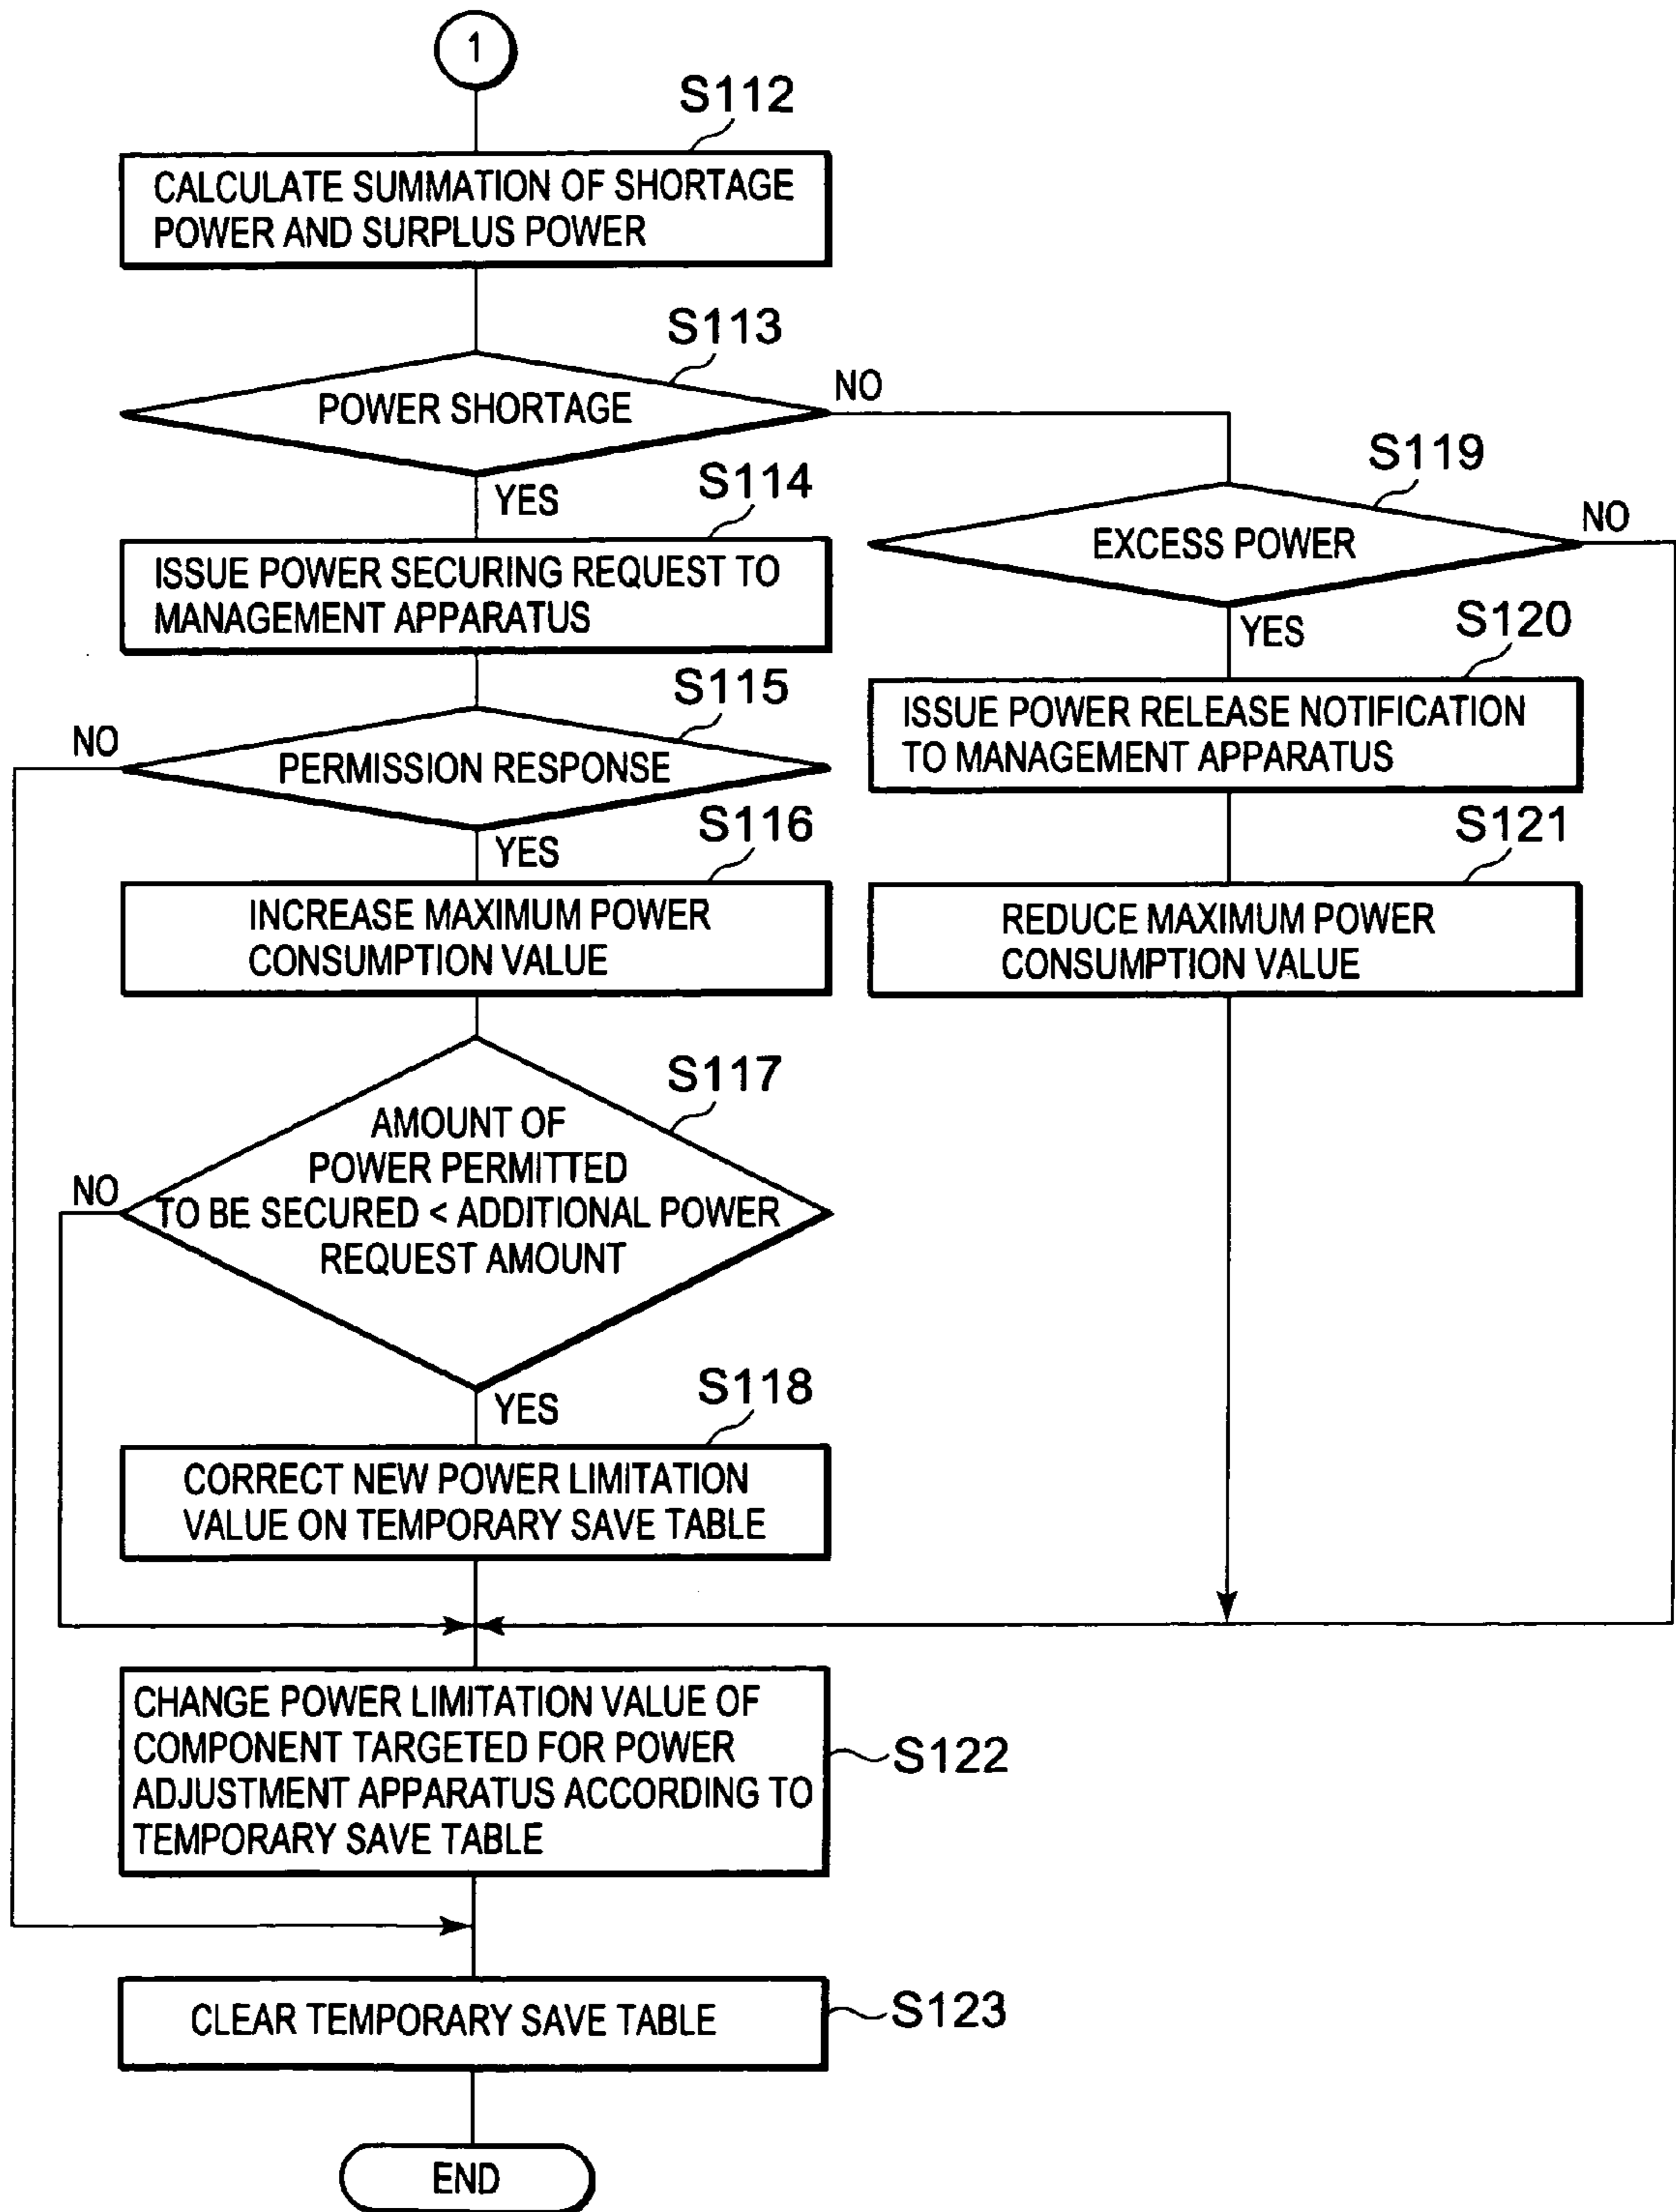 1
S112
CALCULATE SUMMATION OF SHORTAGE
POWER AND SURPLUS POWER
S113
POWER SHORTAGE
NO
YES
S114
ISSUE POWER SECURING REQUEST TO
MANAGEMENT APPARATUS
S115
NO
PERMISSION RESPONSE
YES
S116
INCREASE MAXIMUM POWER
CONSUMPTION VALUE
S117
AMOUNT OF
POWER PERMITTED
NO
TO BE SECURED < ADDITIONAL POWER
REQUEST AMOUNT
YES
S118
CORRECT NEW POWER LIMITATION
VALUE ON TEMPORARY SAVE TABLE
S119
NO
EXCESS POWER
YES
S120
ISSUE POWER RELEASE NOTIFICATION
TO MANAGEMENT APPARATUS
S121
REDUCE MAXIMUM POWER
CONSUMPTION VALUE
CHANGE POWER LIMITATION VALUE OF
COMPONENT TARGETED FOR POWER
ADJUSTMENT APPARATUS ACCORDING TO
TEMPORARY SAVE TABLE
S122
CLEAR TEMPORARY SAVE TABLE
S123
END